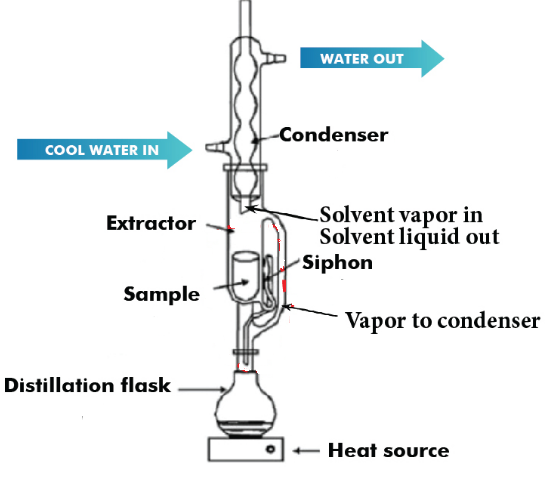 WATER OUT
Condenser
COOL WATER IN
Solvent vapor in
Solvent liquid out
Extractor
Siphon
Sample
Vapor to condenser
Distillation flask
Heat source